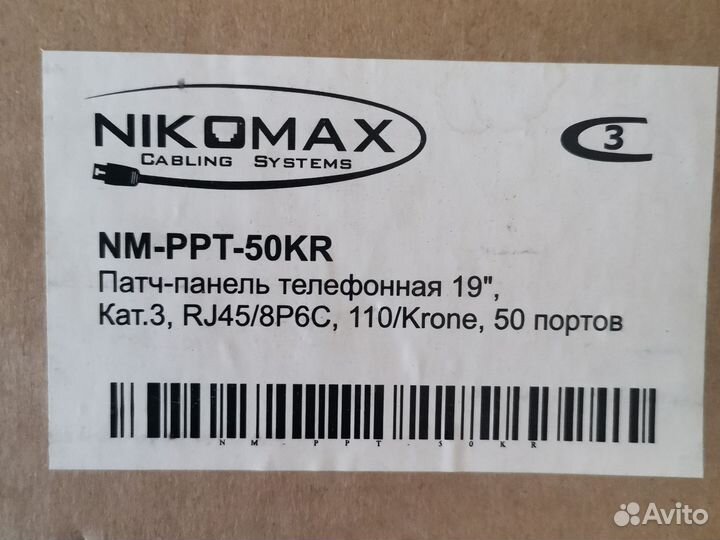 NIKOMAX
CABLING SYSTEMS
3
NM-PPT-50KR
Патч-панель телефонная 19",
Кат.3, RJ45/8P6C, 110/Krone, 50 портов
NM-PPT-50KR
Avito